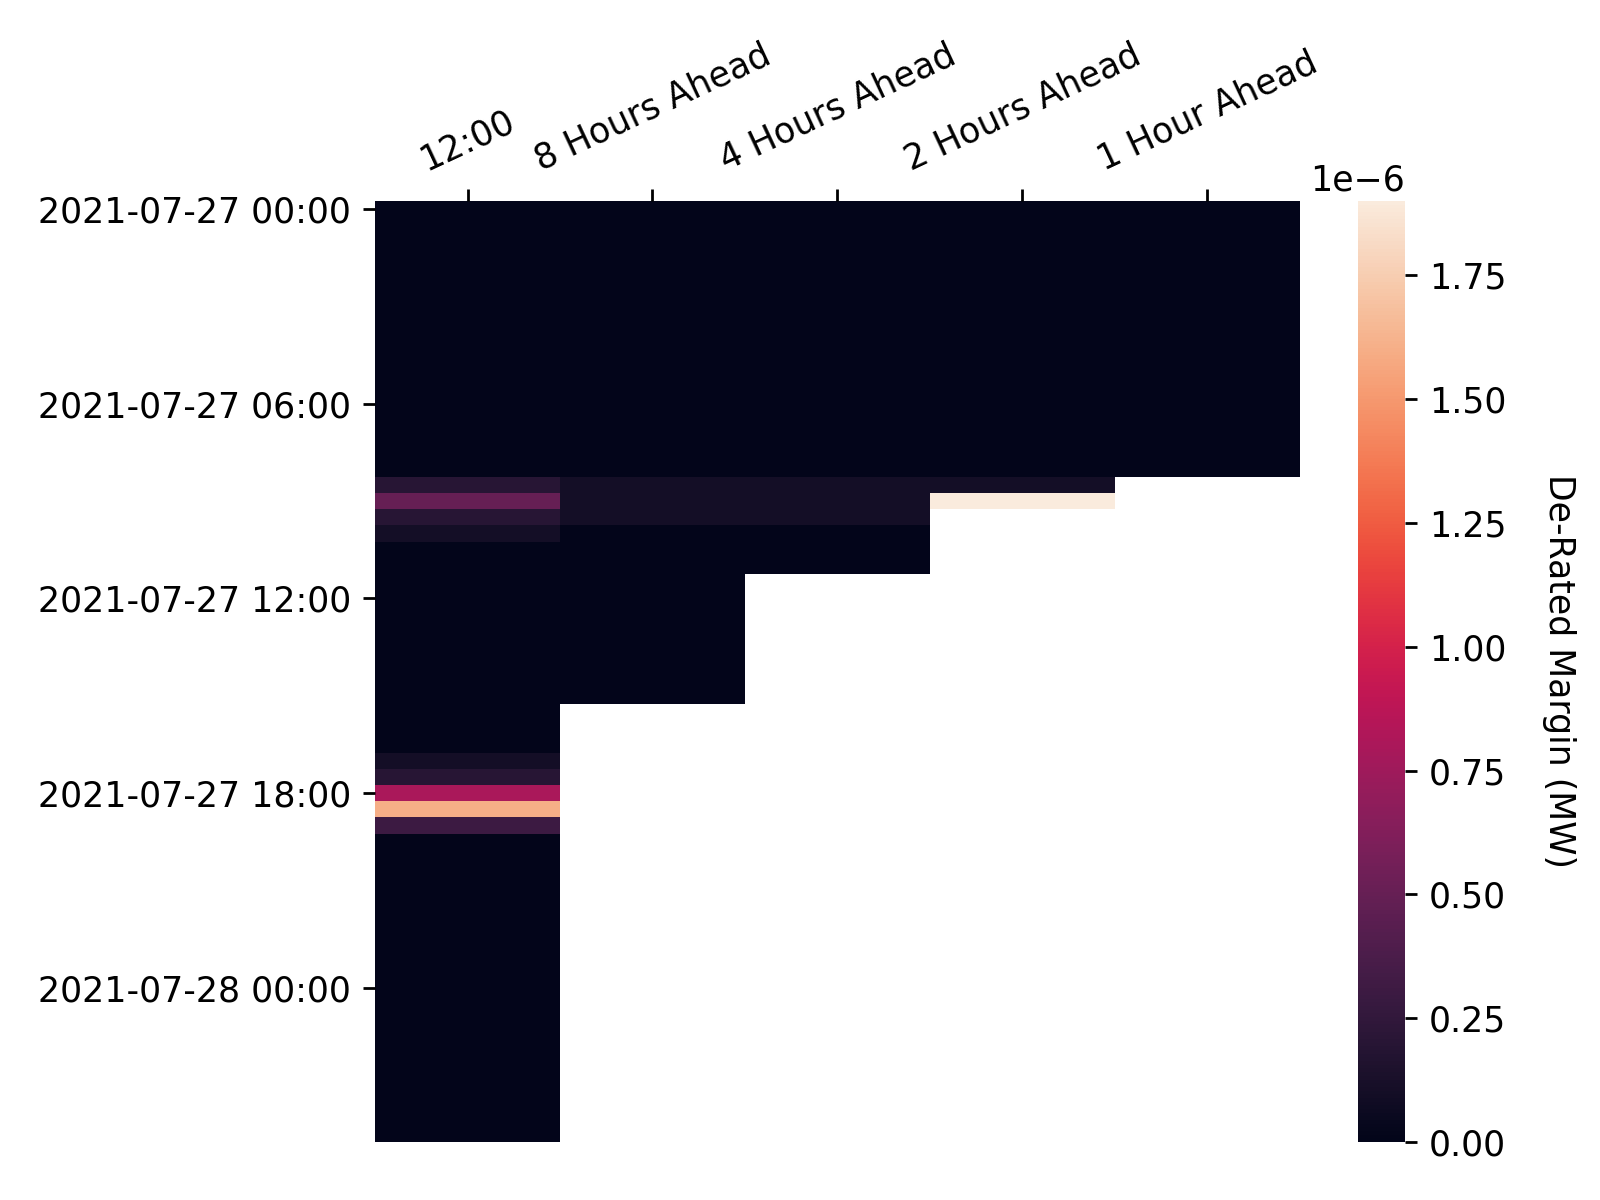 12:00
8 Hours Ahead
4 Hours Ahead
2 Hours Ahead
1 Hour Ahead
1e−6
2021-07-27 00:00
2021-07-27 06:00
2021-07-27 12:00
2021-07-27 18:00
2021-07-28 00:00
1.75
1.50
1.25
1.00
0.75
0.50
0.25
0.00
De-Rated Margin (MW)